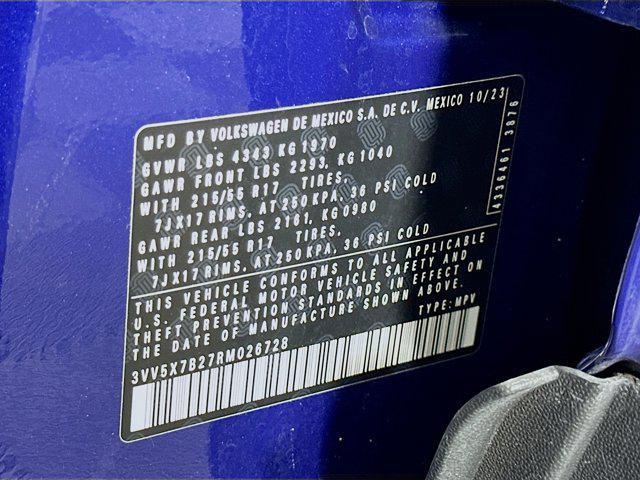 MFD BY VOLKSWAGEN DE MEXICO S.A. DE C.V. MEXICO 10/23
GVWR LBS 4343 KG 1970
GAWR FRONT LBS 2293, KG 1040
WITH 215/55 R17 TIRES,
7JX17 RIMS, AT 250 KPA, 36 PSI COLD
GAWR REAR LBS 2161, KG 0980
WITH 215/55 R17 TIRES,
7JX17 RIMS, AT 250 KPA, 36 PSI COLD
4336461 3876
THIS VEHICLE CONFORMS TO ALL APPLICABLE
U.S. FEDERAL MOTOR VEHICLE SAFETY AND
THEFT PREVENTION STANDARDS IN EFFECT ON
THE DATE OF MANUFACTURE SHOWN ABOVE.
TYPE: MPV
3VV5X7B27RM026728